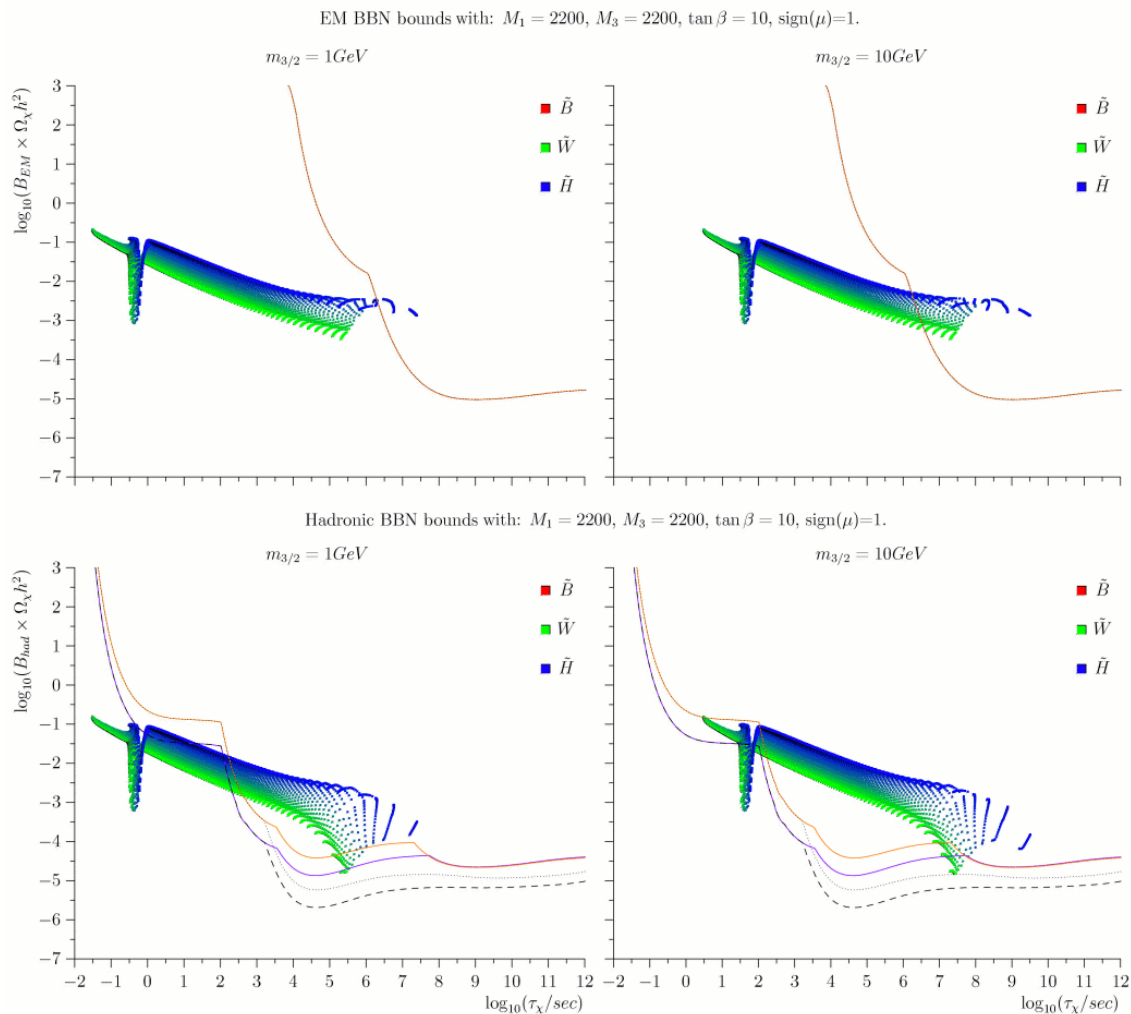 EM BBN bounds with: M₁ = 2200, M₃ = 2200, tan β = 10, sign(μ)=1.
m₃/₂ = 1GeV
m₃/₂ = 10GeV
log₁₀(B_EM × Ω_χ h²)
3
2
1
0
−1
−2
−3
−4
−5
−6
−7
B̃
W̃
H̃
B̃
W̃
H̃
Hadronic BBN bounds with: M₁ = 2200, M₃ = 2200, tan β = 10, sign(μ)=1.
m₃/₂ = 1GeV
m₃/₂ = 10GeV
log₁₀(B_had × Ω_χ h²)
3
2
1
0
−1
−2
−3
−4
−5
−6
−7
B̃
W̃
H̃
B̃
W̃
H̃
−2 −1 0 1 2 3 4 5 6 7 8 9 10 11 12
−2 −1 0 1 2 3 4 5 6 7 8 9 10 11 12
log₁₀(τ_χ/sec)
log₁₀(τ_χ/sec)